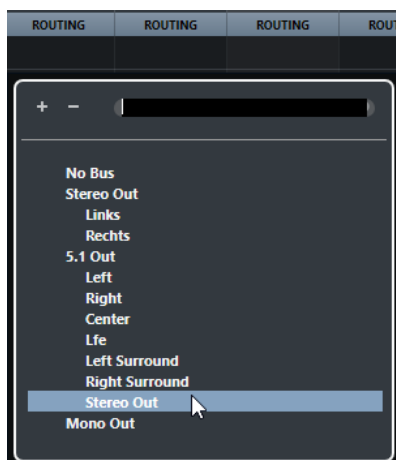 ROUTING ROUTING ROUTING ROU
+ −
No Bus
Stereo Out
Links
Rechts
5.1 Out
Left
Right
Center
Lfe
Left Surround
Right Surround
Stereo Out
Mono Out